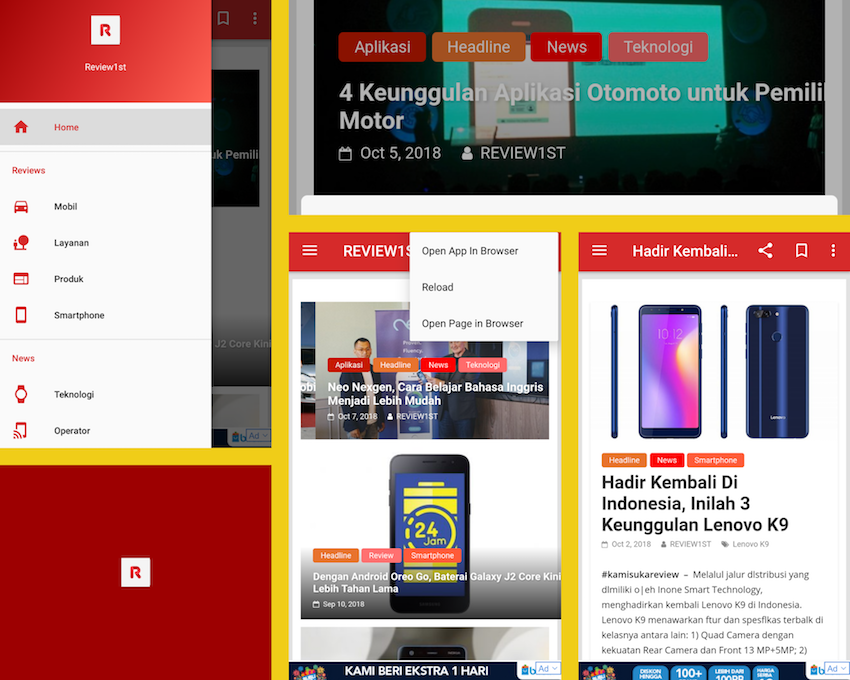 R
Review1st
Home
Reviews
Mobil
Layanan
Produk
Smartphone
News
Teknologi
Operator
uk Pemili
J2 Core Kini
Ad
R
Aplikasi Headline News Teknologi
4 Keunggulan Aplikasi Otomoto untuk Pemili
Motor
Oct 5, 2018 REVIEW1ST
REVIEW1S
Open App In Browser
Reload
Open Page in Browser
Aplikasi Headline News Teknologi
obi
Neo Nexgen, Cara Belajar Bahasa Inggris
Menjadi Lebih Mudah
Oct 7, 2018 REVIEW1ST
24
Jam
Headline Review Smartphone
Dengan Android Oreo Go, Baterai Galaxy J2 Core Kini
Lebih Tahan Lama
Sep 10, 2018
KAMI BERI EKSTRA 1 HARI
Ad
Hadir Kembali...
10:12
Lenovo
Headline News Smartphone
Hadir Kembali Di
Indonesia, Inilah 3
Keunggulan Lenovo K9
Oct 2, 2018 REVIEW1ST Lenovo K9
#kamisukareview – Melalul jalur dIstrIbusi yang
dImiliki o|eh Inone Smart Technology,
menghadirkan kembali Lenovo K9 di Indonesia.
Lenovo K9 menawarkan ftur dan spesfIkas terbalk di
kelasnya antara lain: 1) Quad Camera dengan
kekuatan Rear Camera dan Front 13 MP+5MP; 2)
DISKON
HINGGA
100+
LEBIH DARI
100RB
HARGA
SERBA
Ad